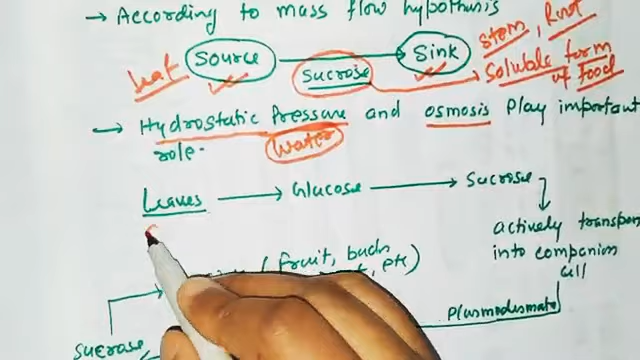 → According to mass flow hypothesis
Leaf Source → Sink Stem, Root
Sucrose Soluble form of food
→ Hydrostatic Pressure and osmosis play important
role. Water
Leaves → Glucose → Sucrose
actively transport
into companion
cell
(fruit, buds
, etc)
Plasmodesmata
Sucrose